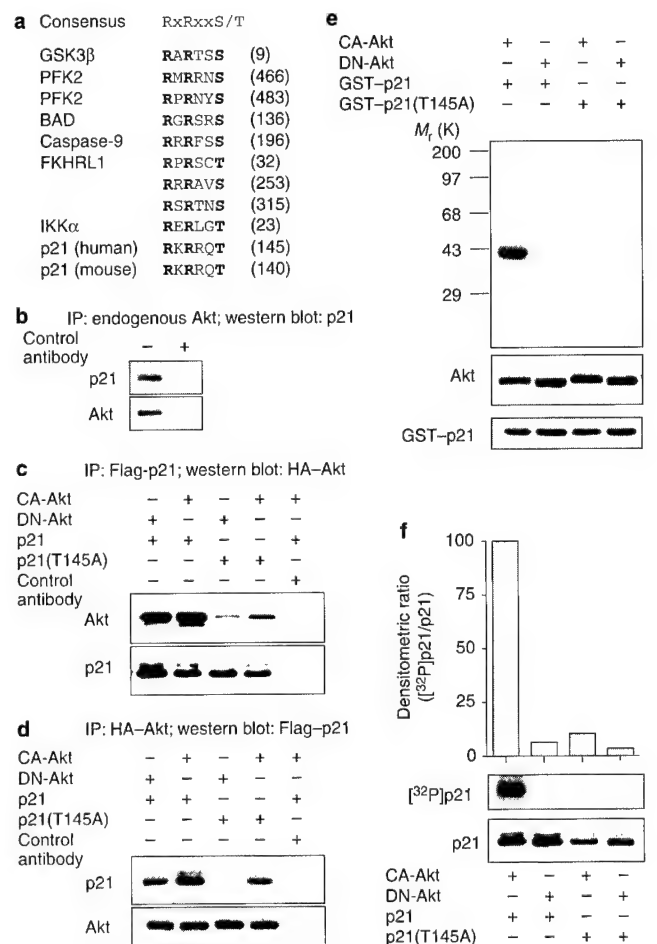 a Consensus RxRxxS/T
GSK3β RARTSS (9)
PFK2 RMRRNS (466)
PFK2 RPRNYS (483)
BAD RGRSRS (136)
Caspase-9 RRRFSS (196)
FKHRL1 RPRSCT (32)
RRRAVS (253)
RSRTNS (315)
IKKα RERLGT (23)
p21 (human) RKRRQT (145)
p21 (mouse) RKRRQT (140)
b IP: endogenous Akt; western blot: p21
Control
antibody − +
p21
Akt
c IP: Flag-p21; western blot: HA–Akt
CA-Akt − + − + +
DN-Akt + − + − −
p21 + + − − +
p21(T145A) − − + + −
Control
antibody − − − − +
Akt
p21
d IP: HA–Akt; western blot: Flag–p21
CA-Akt − + − + +
DN-Akt + − + − −
p21 + + − − +
p21(T145A) − − + + −
Control
antibody − − − − +
p21
Akt
e
CA-Akt + − + −
DN-Akt − + − +
GST–p21 + + − −
GST–p21(T145A) − − + +
Mr (K)
200
97
68
43
29
Akt
GST–p21
f
Densitometric ratio
([32P]p21/p21)
100
75
50
25
0
[32P]p21
p21
CA-Akt + − + −
DN-Akt − + − +
p21 + + − −
p21(T145A) − − + +